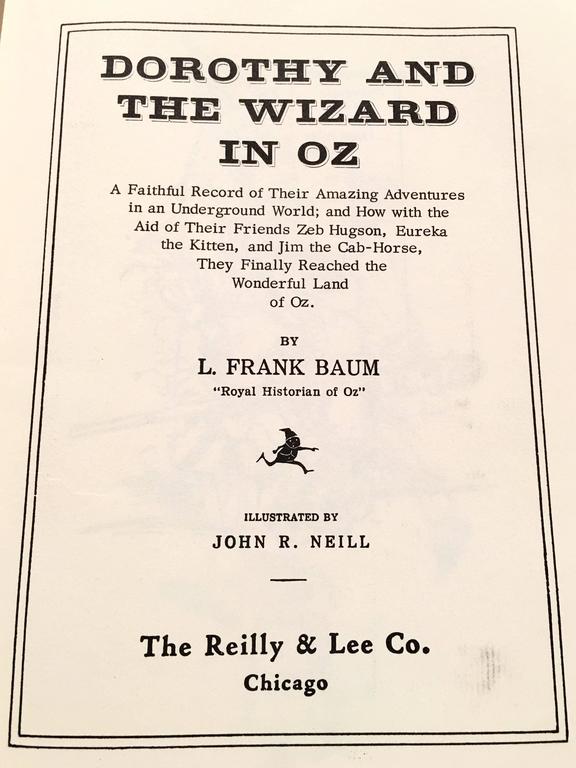 DOROTHY AND
THE WIZARD
IN OZ
A Faithful Record of Their Amazing Adventures
in an Underground World; and How with the
Aid of Their Friends Zeb Hugson, Eureka
the Kitten, and Jim the Cab-Horse,
They Finally Reached the
Wonderful Land
of Oz.
BY
L. FRANK BAUM
"Royal Historian of Oz"
ILLUSTRATED BY
JOHN R. NEILL
The Reilly & Lee Co.
Chicago